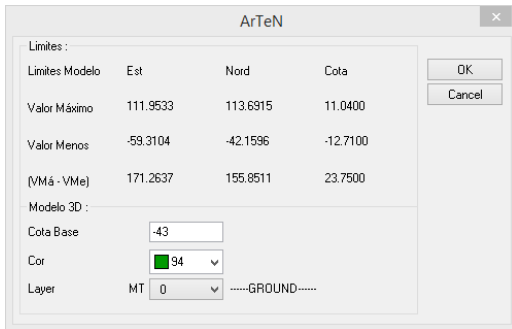 ArTeN
Limites :
Limites Modelo Est Nord Cota
Valor Máximo 111.9533 113.6915 11.0400
Valor Menos -59.3104 -42.1596 -12.7100
(VMá - VMe) 171.2637 155.8511 23.7500
OK
Cancel
Modelo 3D :
Cota Base -43
Cor 94
Layer MT 0 ------GROUND------